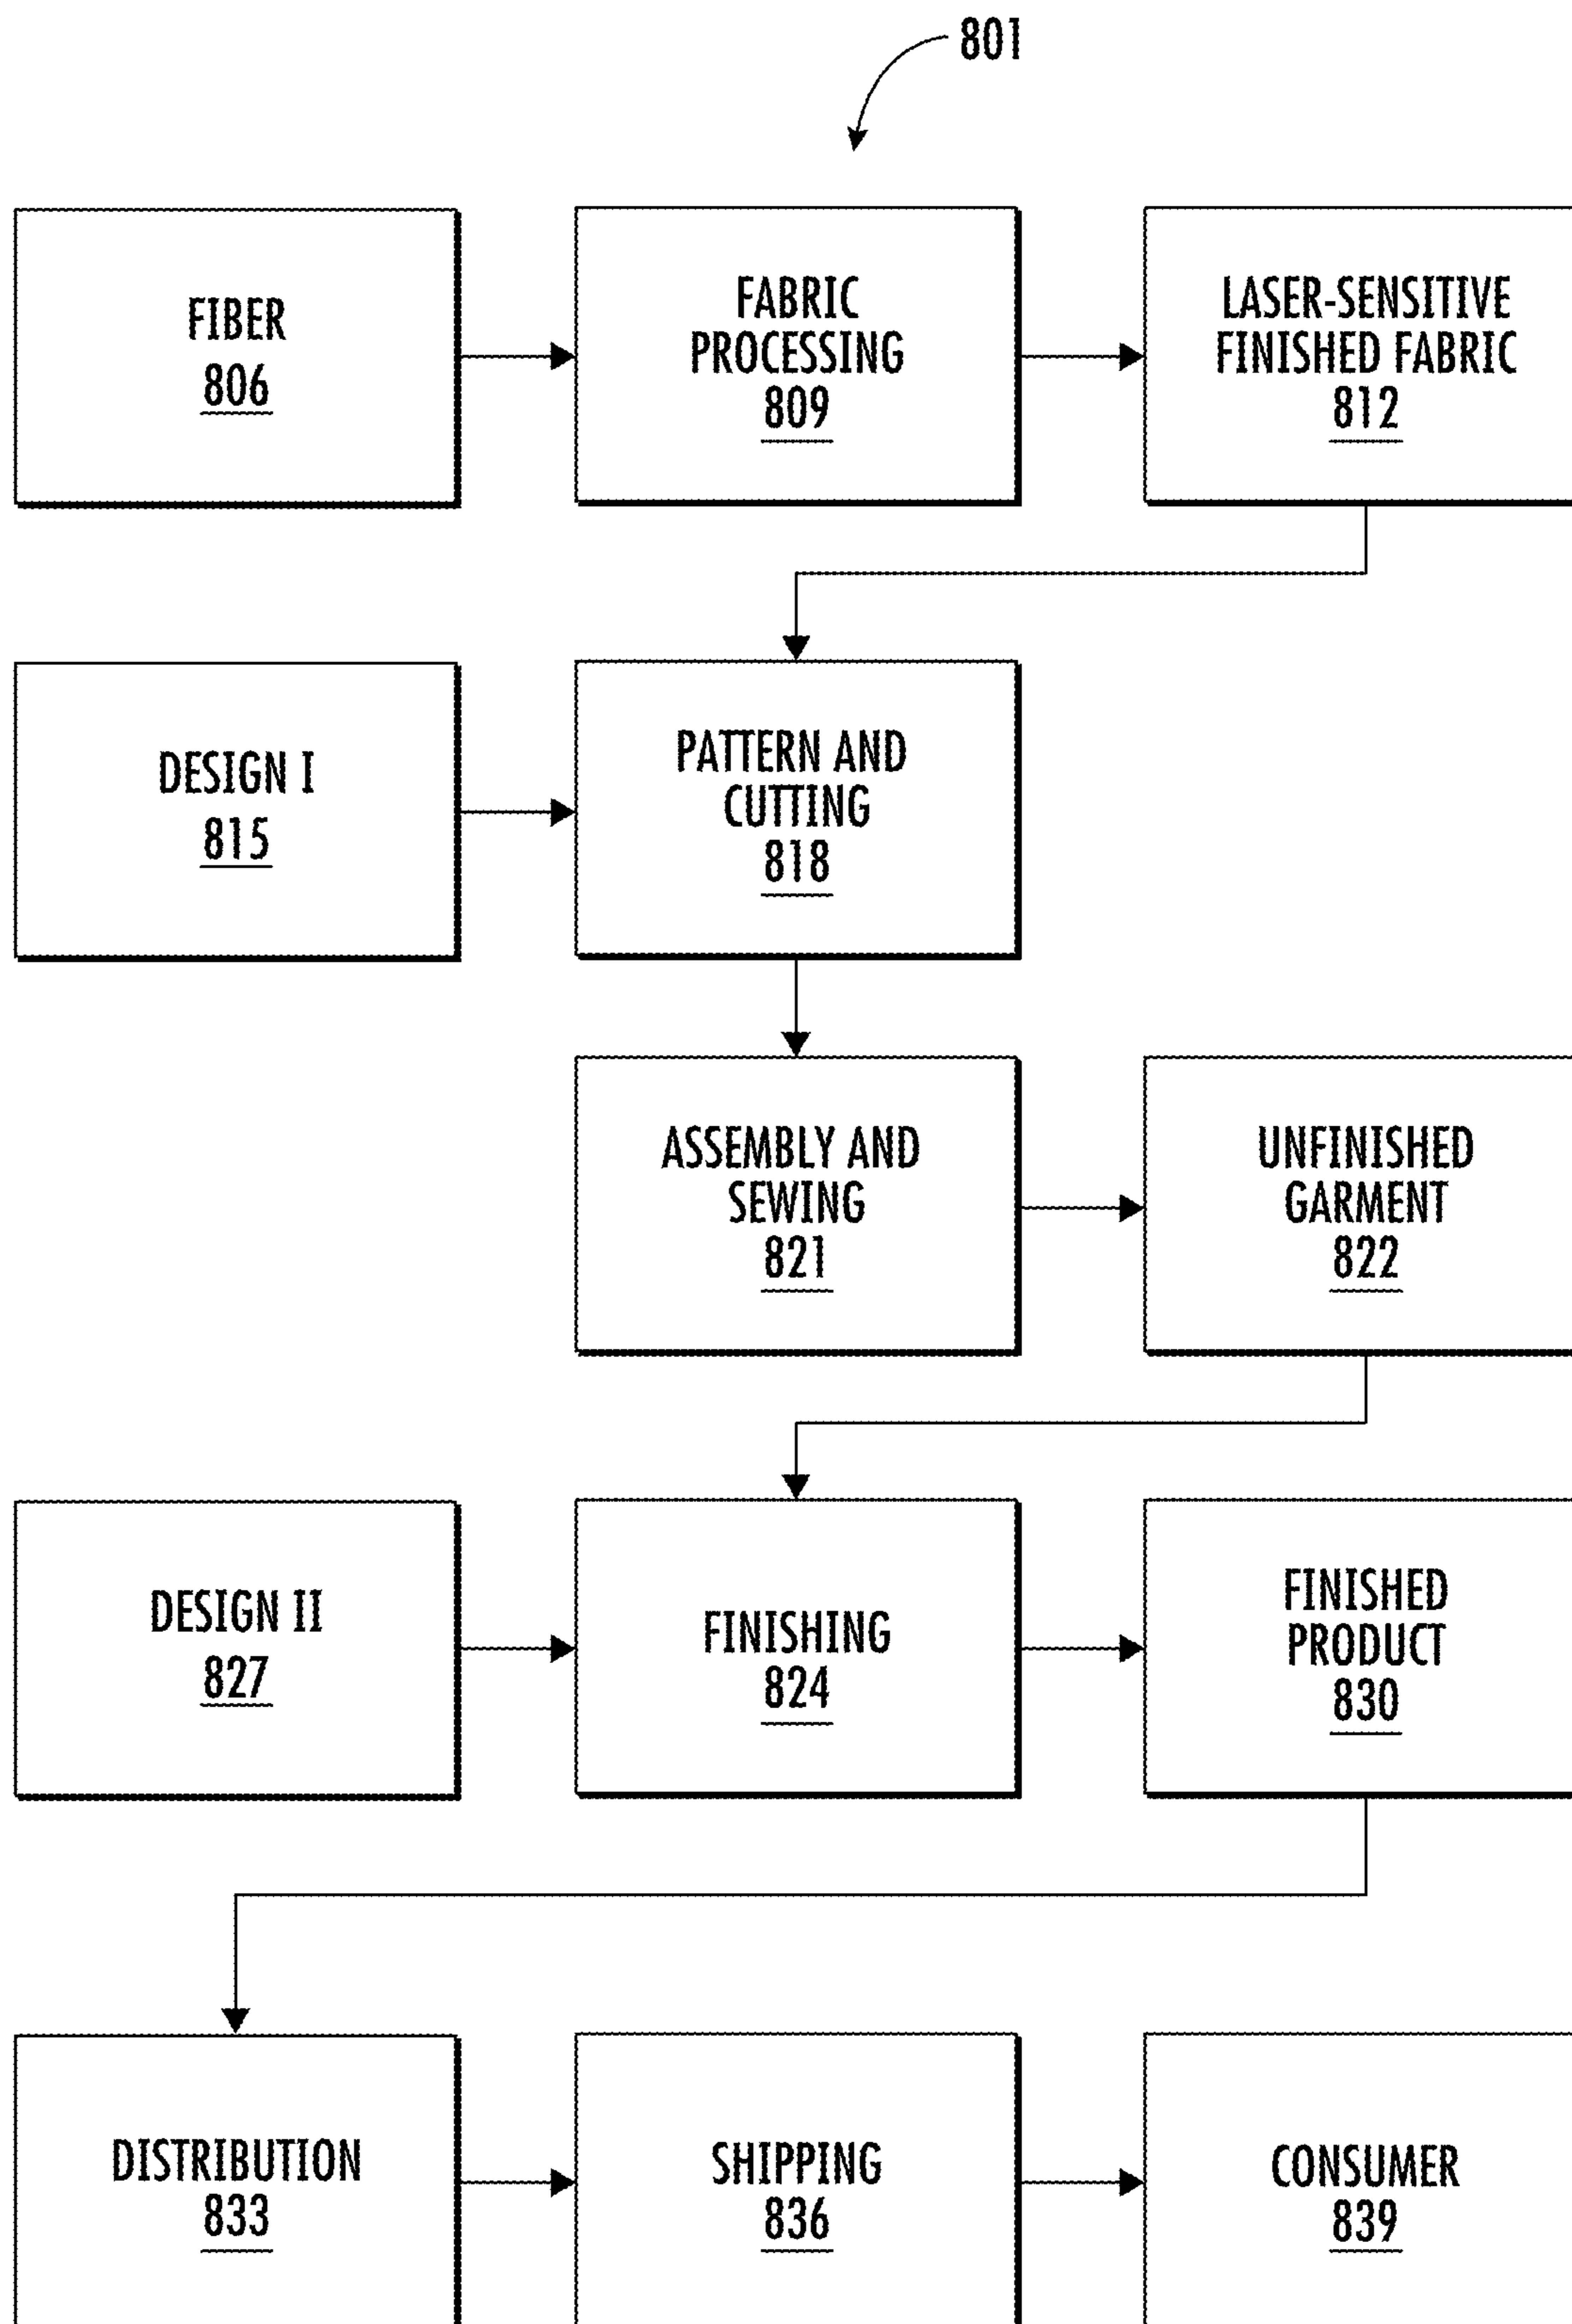 801
FIBER
806
FABRIC
PROCESSING
809
LASER-SENSITIVE
FINISHED FABRIC
812
DESIGN I
815
PATTERN AND
CUTTING
818
ASSEMBLY AND
SEWING
821
UNFINISHED
GARMENT
822
DESIGN II
827
FINISHING
824
FINISHED
PRODUCT
830
DISTRIBUTION
833
SHIPPING
836
CONSUMER
839